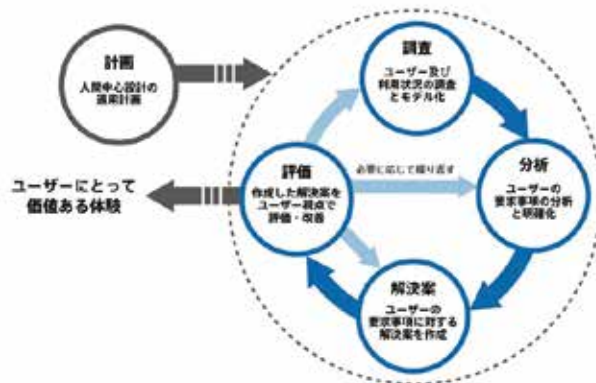 計画
人間中心設計の
適用計画
調査
ユーザー及び
利用状況の調査
とモデル化
評価
作成した解決案を
ユーザー視点で
評価・改善
必要に応じて繰り返す
分析
ユーザーの
要求事項の分析
と明確化
ユーザーにとって
価値ある体験
解決案
ユーザーの
要求事項に対する
解決案を作成